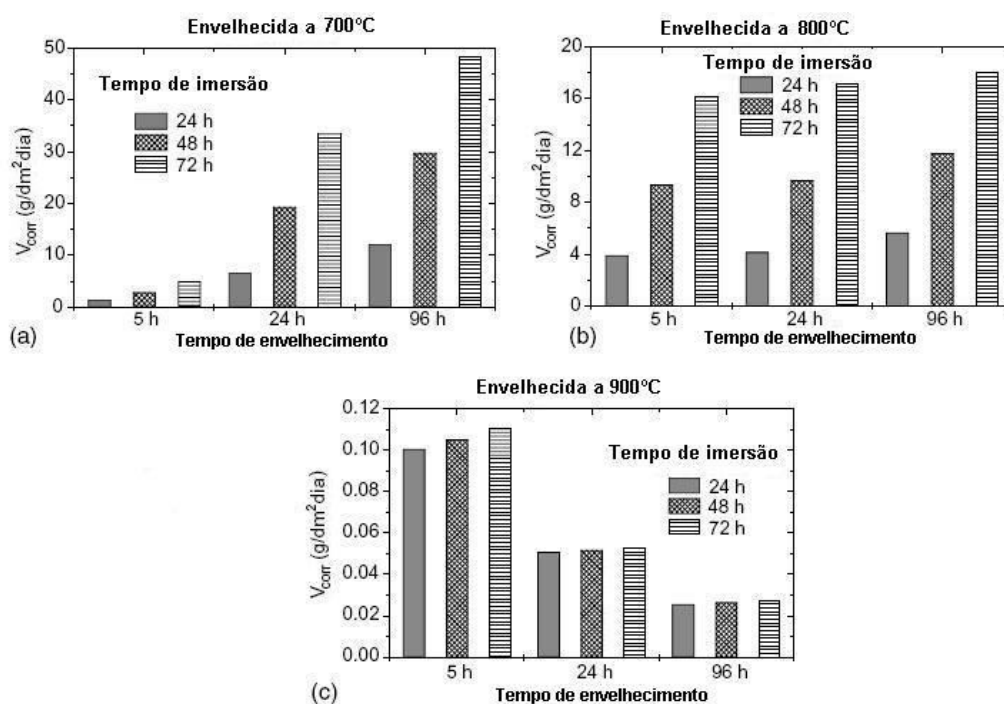 Envelhecida a 700ºC
50
40
30
20
10
0
V_corr (g/dm²dia)
Tempo de imersão
24 h
48 h
72 h
5 h 24 h 96 h
(a)
Tempo de envelhecimento
Envelhecida a 800ºC
20
16
12
8
4
0
V_corr (g/dm²dia)
Tempo de imersão
24 h
48 h
72 h
5 h 24 h 96 h
(b)
Tempo de envelhecimento
Envelhecida a 900ºC
0.12
0.10
0.08
0.06
0.04
0.02
0.00
V_corr (g/dm²dia)
Tempo de imersão
24 h
48 h
72 h
5 h 24 h 96 h
(c)
Tempo de envelhecimento